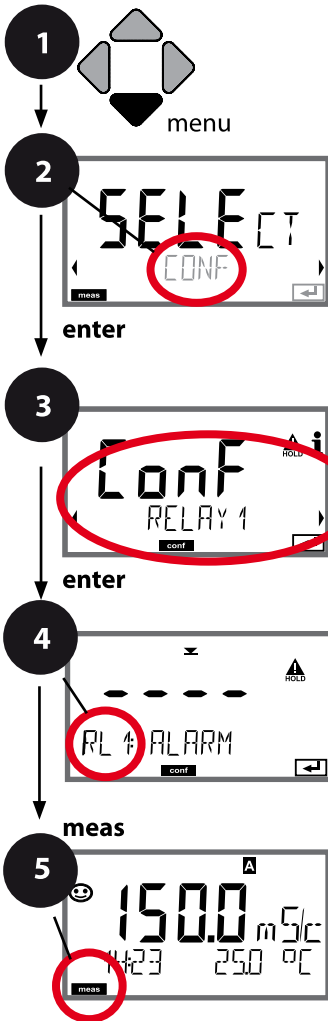 1
menu
2
SELECT
CONF
meas
enter
3
HOLD i
ConF
RELAY 1
conf
enter
4
HOLD
- - - -
RL 1: ALARM
conf
meas
5
A
150.0 mS/c
14:23 25.0 °C
meas